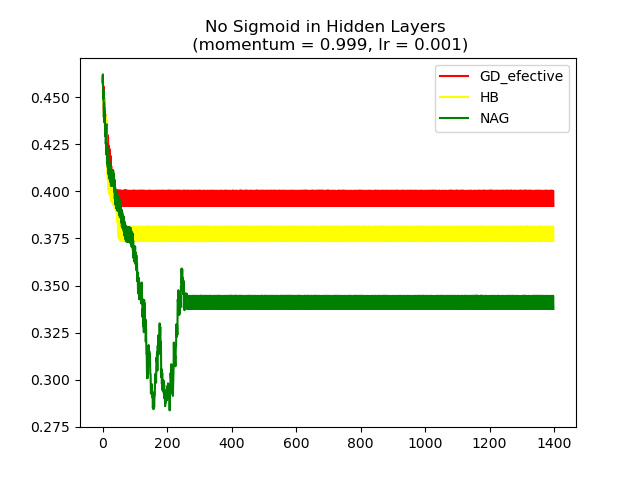 No Sigmoid in Hidden Layers
(momentum = 0.999, lr = 0.001)
GD_efective
HB
NAG
0.450
0.425
0.400
0.375
0.350
0.325
0.300
0.275
0 200 400 600 800 1000 1200 1400